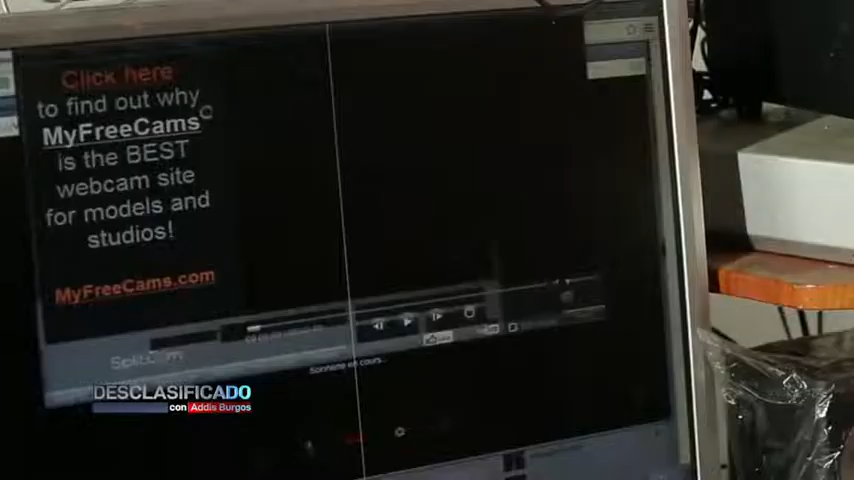 Click here
to find out why
MyFreeCams
is the BEST
webcam site
for models and
studios!
MyFreeCams.com
Sonnerie en cours...
DESCLASIFICADO
con Addis Burgos